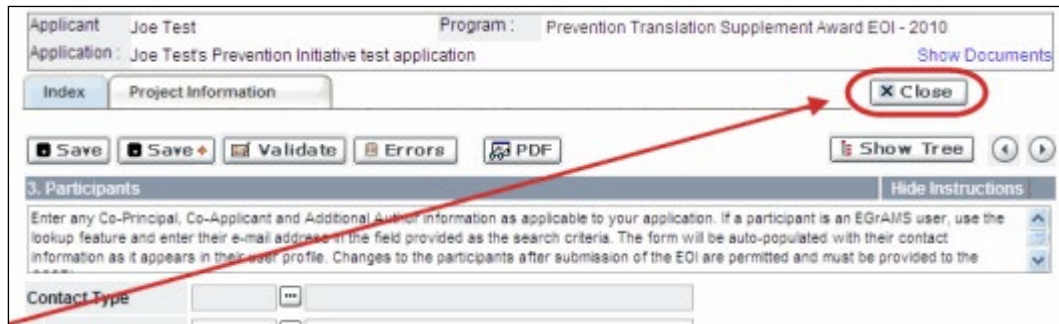 Applicant Joe Test Program : Prevention Translation Supplement Award EOI - 2010
Application : Joe Test's Prevention Initiative test application Show Documents
Index Project Information Close
Save Save Validate Errors PDF Show Tree
3. Participants Hide Instructions
Enter any Co-Principal, Co-Applicant and Additional Author information as applicable to your application. If a participant is an EGrAMS user, use the
lookup feature and enter their e-mail address in the field provided as the search criteria. The form will be auto-populated with their contact
information as it appears in their user profile. Changes to the participants after submission of the EOI are permitted and must be provided to the
Contact Type